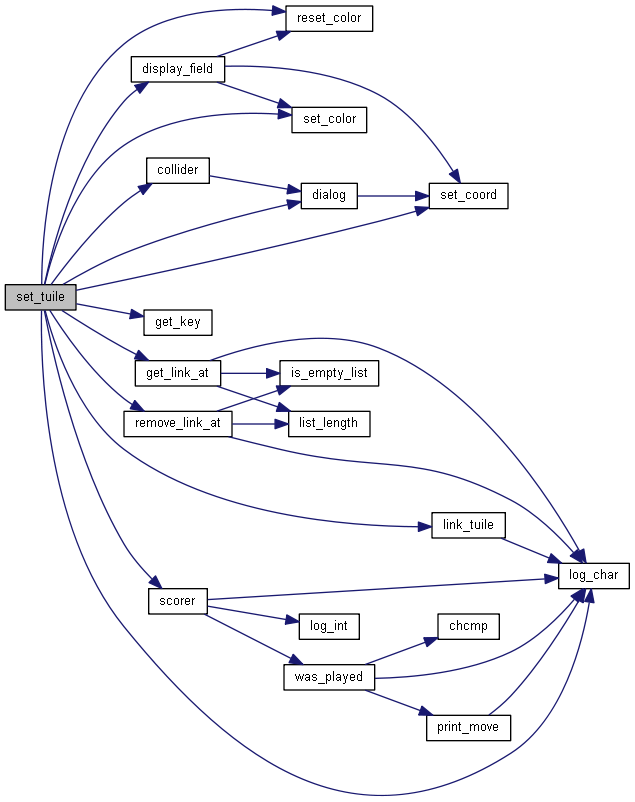 reset_color
display_field
set_color
collider
dialog
set_coord
set_tuile
get_key
get_link_at
is_empty_list
remove_link_at
list_length
link_tuile
log_char
scorer
log_int
chcmp
was_played
print_move